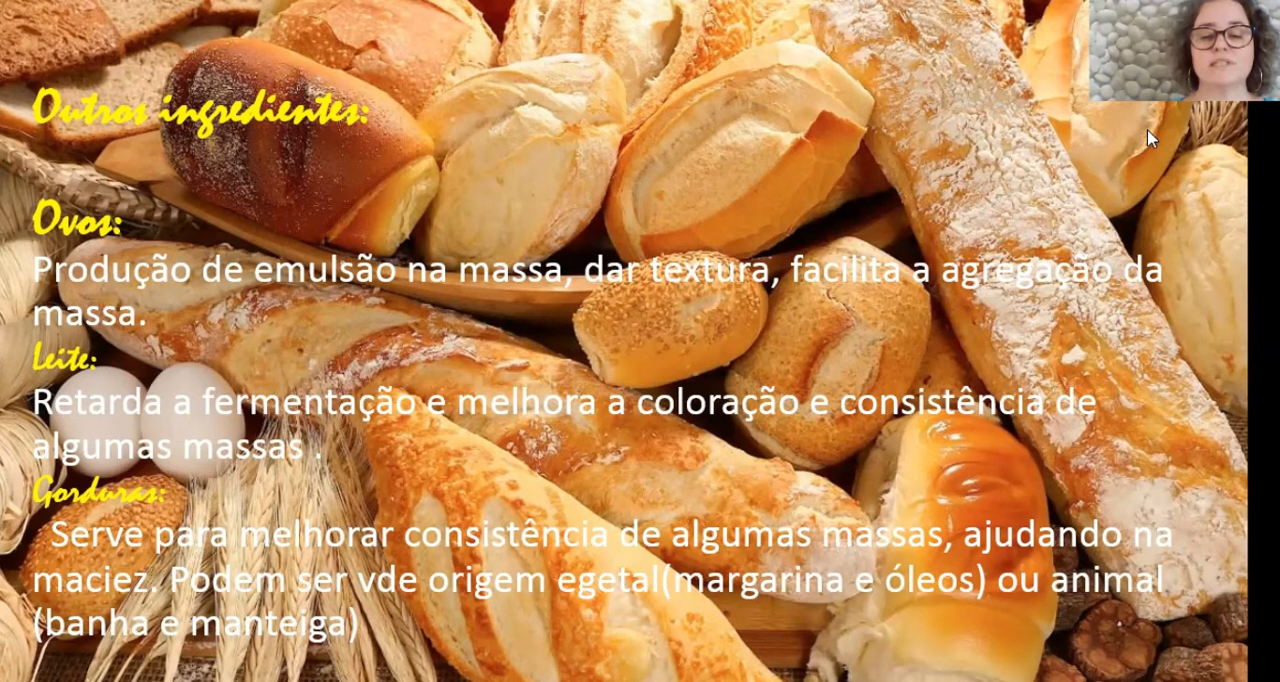 Outros ingredientes:
Ovos:
Produção de emulsão na massa, dar textura, facilita a agregação da
massa.
Leite:
Retarda a fermentação e melhora a coloração e consistência de
algumas massas .
Gorduras:
Serve para melhorar consistência de algumas massas, ajudando na
maciez. Podem ser vde origem egetal(margarina e óleos) ou animal
(banha e manteiga)